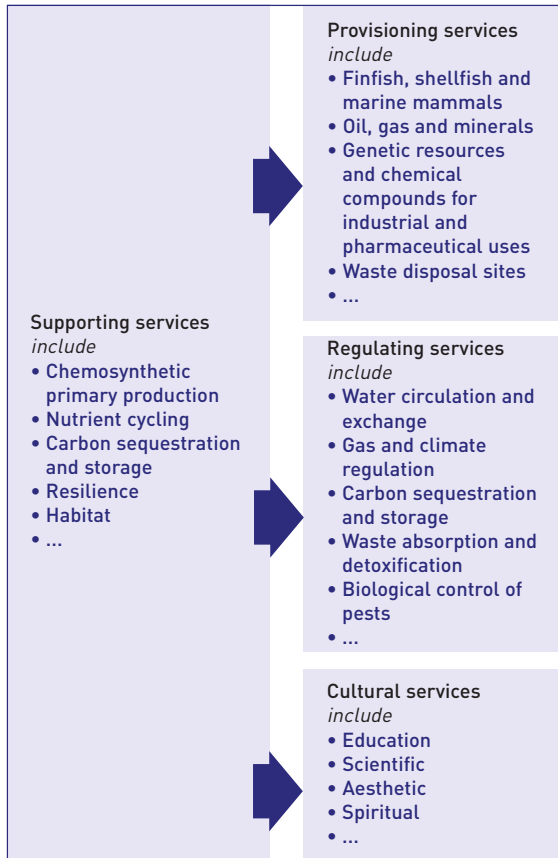 Supporting services
include
• Chemosynthetic
primary production
• Nutrient cycling
• Carbon sequestration
and storage
• Resilience
• Habitat
• ...
Provisioning services
include
• Finfish, shellfish and
marine mammals
• Oil, gas and minerals
• Genetic resources
and chemical
compounds for
industrial and
pharmaceutical uses
• Waste disposal sites
• ...
Regulating services
include
• Water circulation and
exchange
• Gas and climate
regulation
• Carbon sequestration
and storage
• Waste absorption and
detoxification
• Biological control of
pests
• ...
Cultural services
include
• Education
• Scientific
• Aesthetic
• Spiritual
• ...